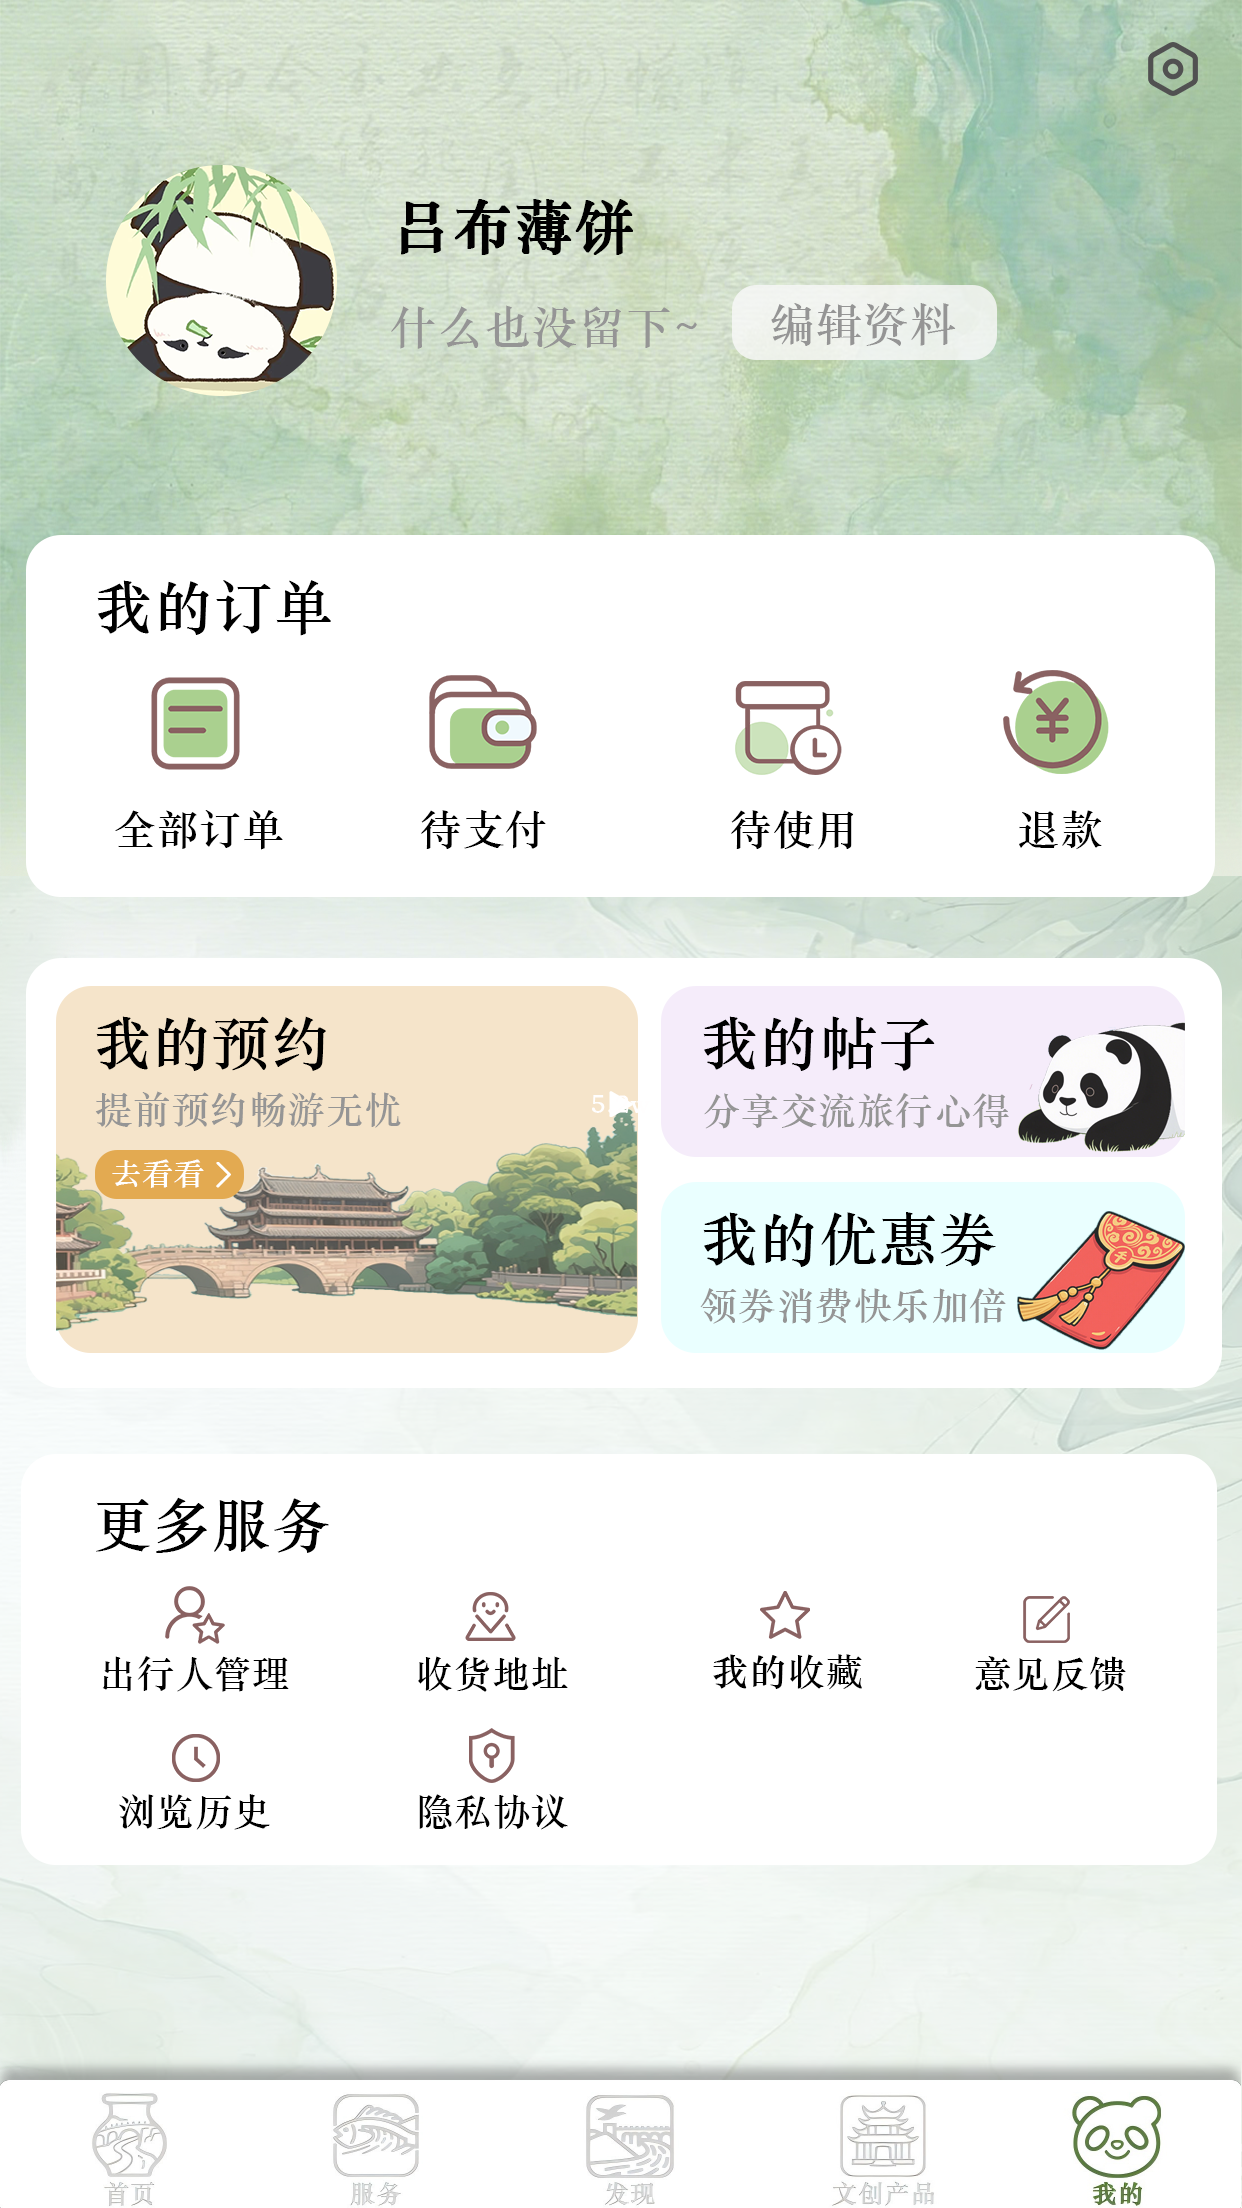 吕布薄饼
什么也没留下~
编辑资料
我的订单
全部订单
待支付
待使用
退款
我的预约
提前预约畅游无忧
去看看
我的帖子
分享交流旅行心得
我的优惠券
领券消费快乐加倍
更多服务
出行人管理
收货地址
我的收藏
意见反馈
浏览历史
隐私协议
首页
服务
发现
文创产品
我的